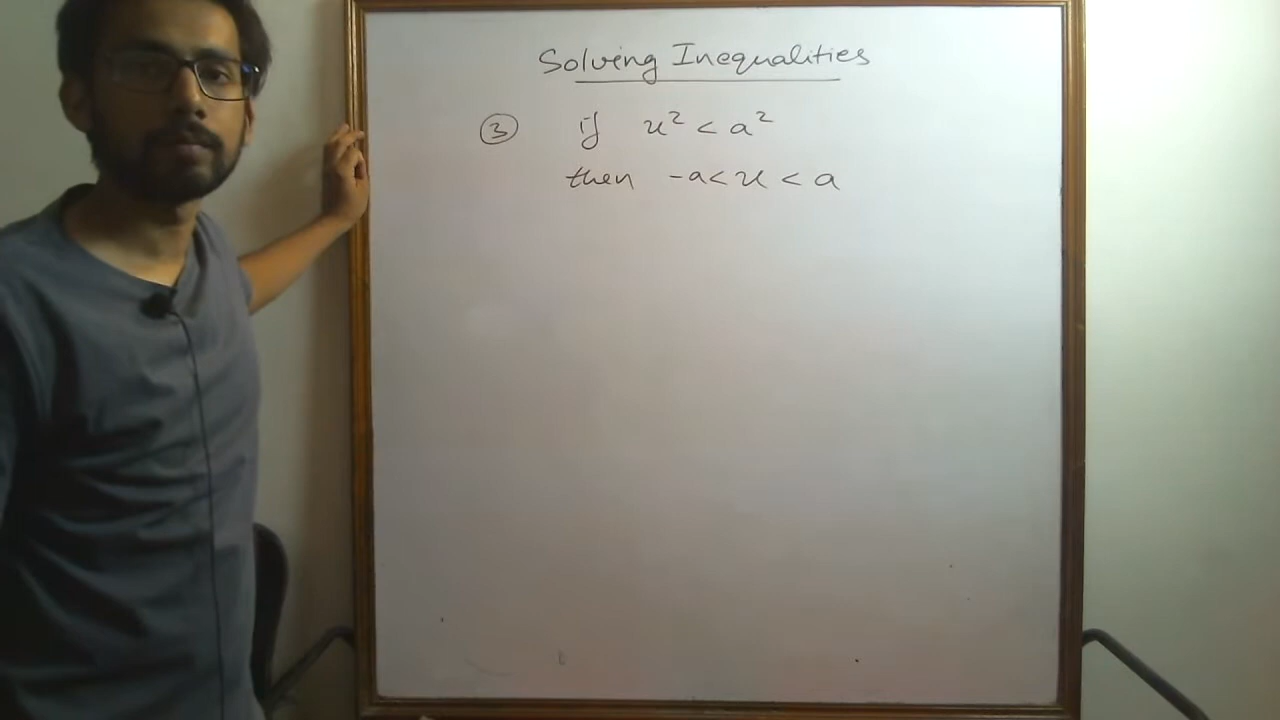 Solving Inequalities
③ if x² < a²
then -a < x < a